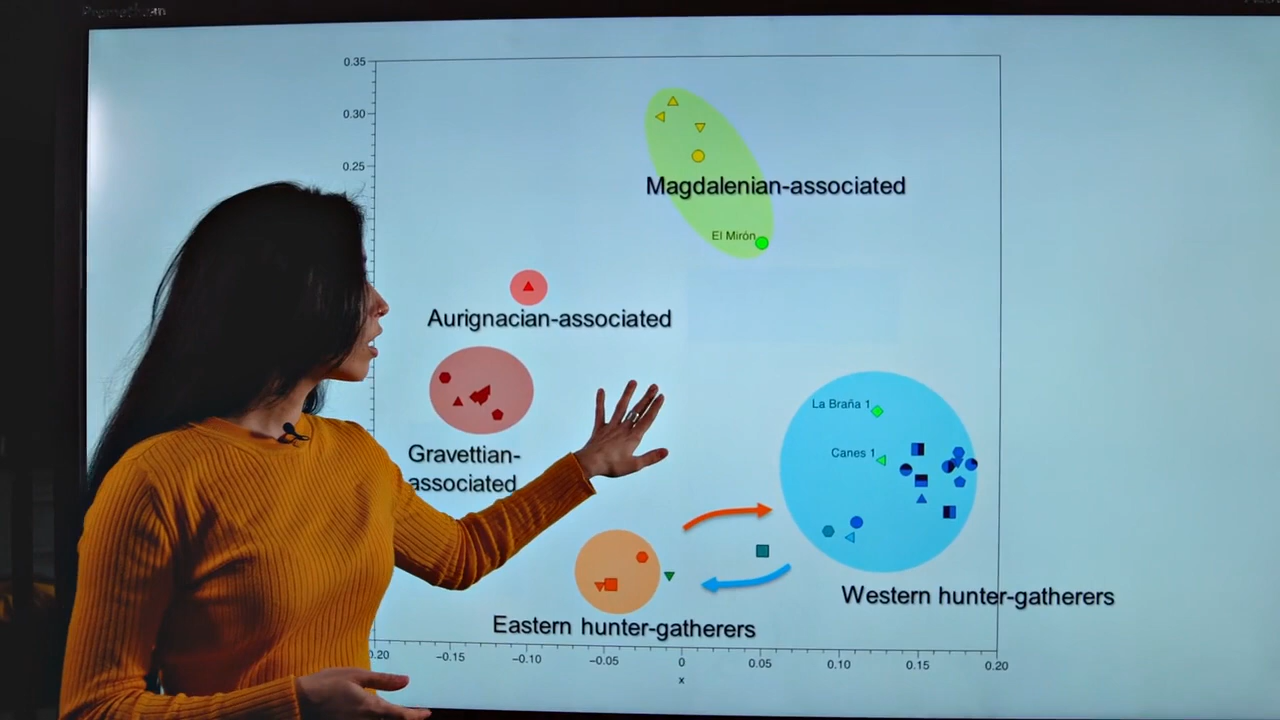 Promethean
0.35
0.30
0.25
Magdalenian-associated
El Mirón
Aurignacian-associated
La Braña 1
Canes 1
Gravettian-
associated
Western hunter-gatherers
Eastern hunter-gatherers
0.20
−0.15
−0.10
−0.05
0
0.05
0.10
0.15
0.20
x